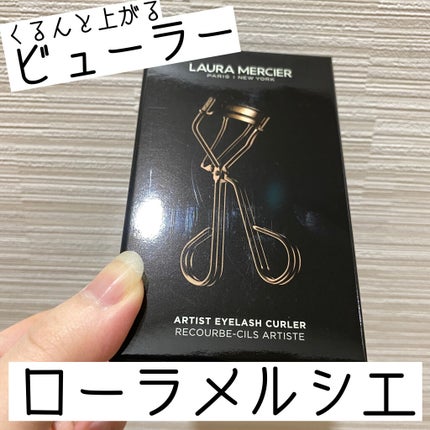 くるんと上がる
ビューラー
LAURA MERCIER
PARIS | NEW YORK
ARTIST EYELASH CURLER
RECOURBE-CILS ARTISTE
ローラメルシエ